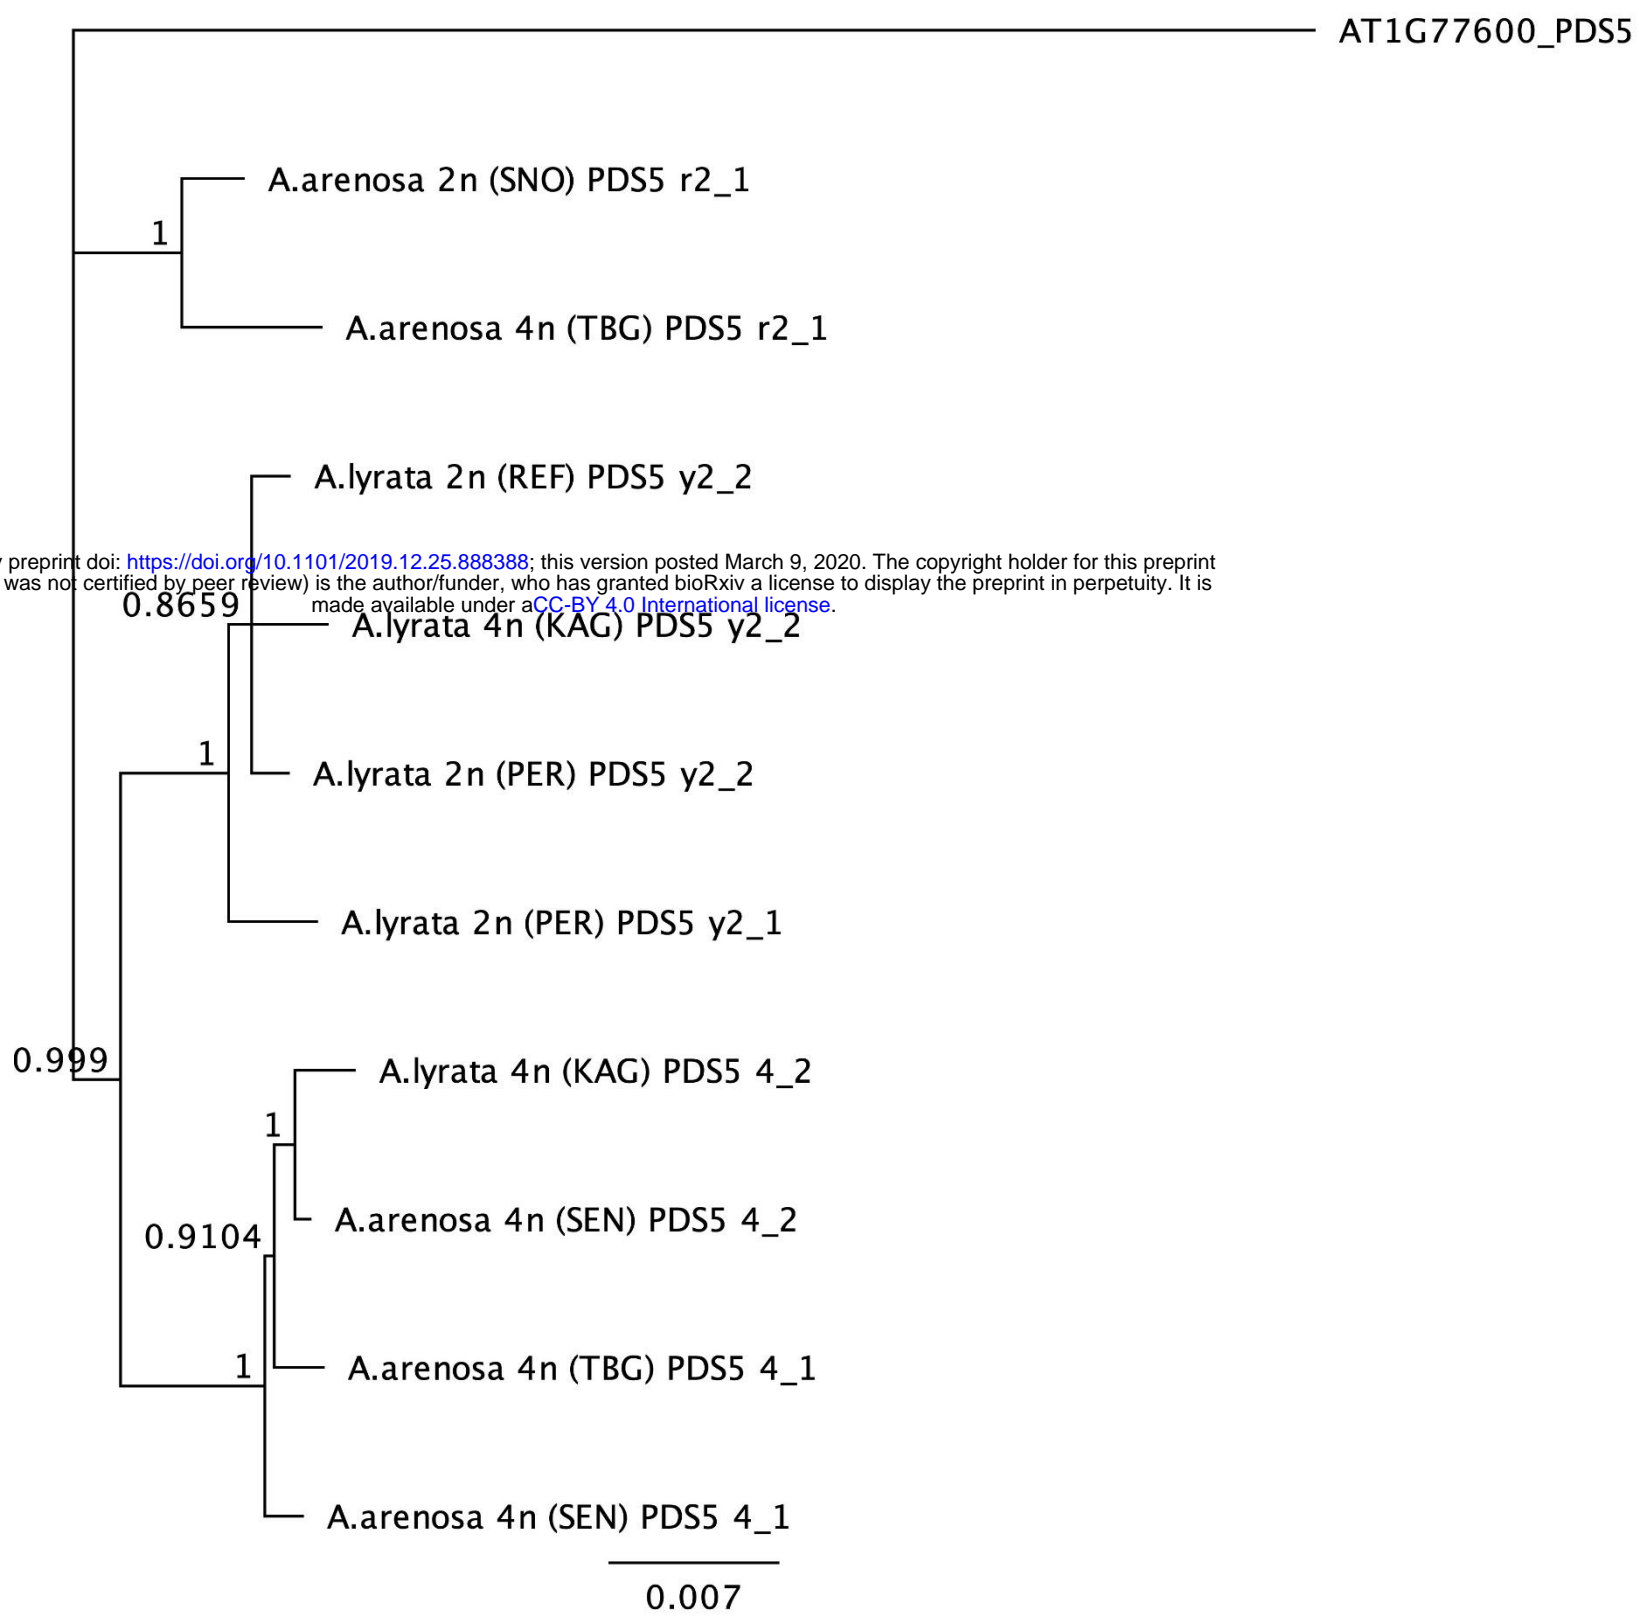 AT1G77600_PDS5
A.arenosa 2n (SNO) PDS5 r2_1
1
A.arenosa 4n (TBG) PDS5 r2_1
A.lyrata 2n (REF) PDS5 y2_2
preprint doi: https://doi.org/10.1101/2019.12.25.888388; this version posted March 9, 2020. The copyright holder for this preprint
was not certified by peer review) is the author/funder, who has granted bioRxiv a license to display the preprint in perpetuity. It is
made available under aCC-BY 4.0 International license.
0.8659
A.lyrata 4n (KAG) PDS5 y2_2
1
A.lyrata 2n (PER) PDS5 y2_2
A.lyrata 2n (PER) PDS5 y2_1
0.999
A.lyrata 4n (KAG) PDS5 4_2
1
A.arenosa 4n (SEN) PDS5 4_2
0.9104
A.arenosa 4n (TBG) PDS5 4_1
1
A.arenosa 4n (SEN) PDS5 4_1
0.007